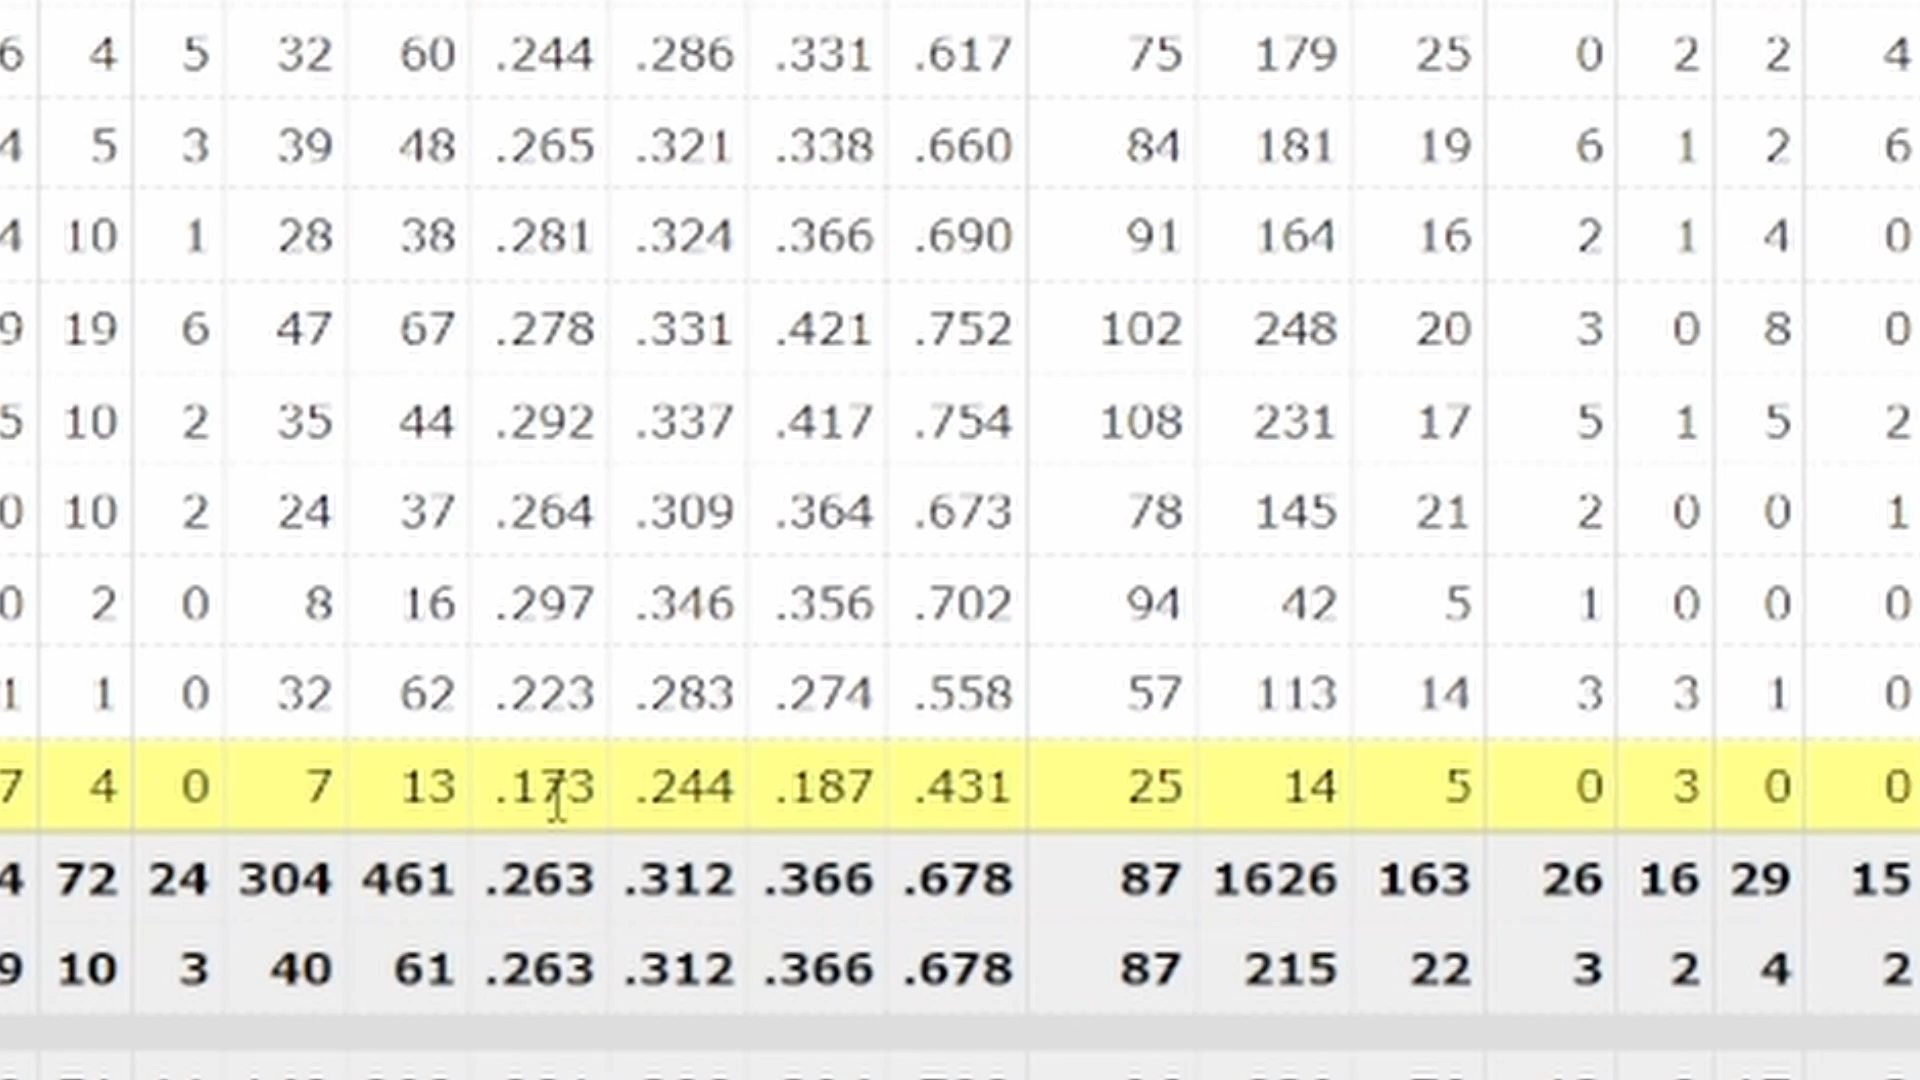 6 4 5 32 60 .244 .286 .331 .617 75 179 25 0 2 2 4
4 5 3 39 48 .265 .321 .338 .660 84 181 19 6 1 2 6
4 10 1 28 38 .281 .324 .366 .690 91 164 16 2 1 4 0
9 19 6 47 67 .278 .331 .421 .752 102 248 20 3 0 8 0
5 10 2 35 44 .292 .337 .417 .754 108 231 17 5 1 5 2
0 10 2 24 37 .264 .309 .364 .673 78 145 21 2 0 0 1
0 2 0 8 16 .297 .346 .356 .702 94 42 5 1 0 0 0
1 1 0 32 62 .223 .283 .274 .558 57 113 14 3 3 1 0
7 4 0 7 13 .173 .244 .187 .431 25 14 5 0 3 0 0
4 72 24 304 461 .263 .312 .366 .678 87 1626 163 26 16 29 15
9 10 3 40 61 .263 .312 .366 .678 87 215 22 3 2 4 2